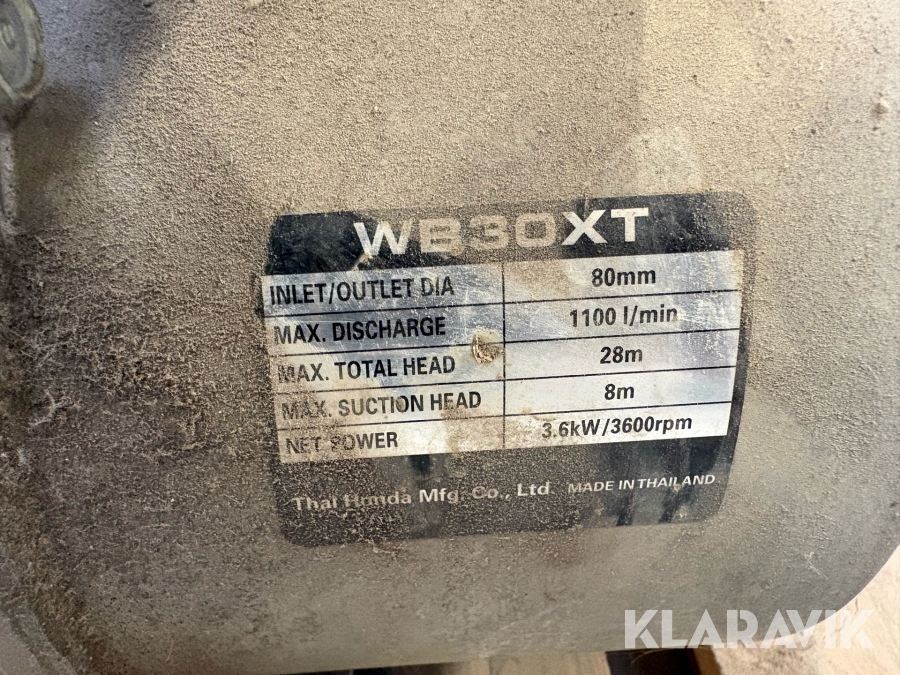 WB30XT
INLET/OUTLET DIA 80mm
MAX. DISCHARGE 1100 l/min
MAX. TOTAL HEAD 28m
MAX. SUCTION HEAD 8m
NET POWER 3.6kW/3600rpm
Thai Honda Mfg. Co., Ltd. MADE IN THAILAND
KLARAVIK